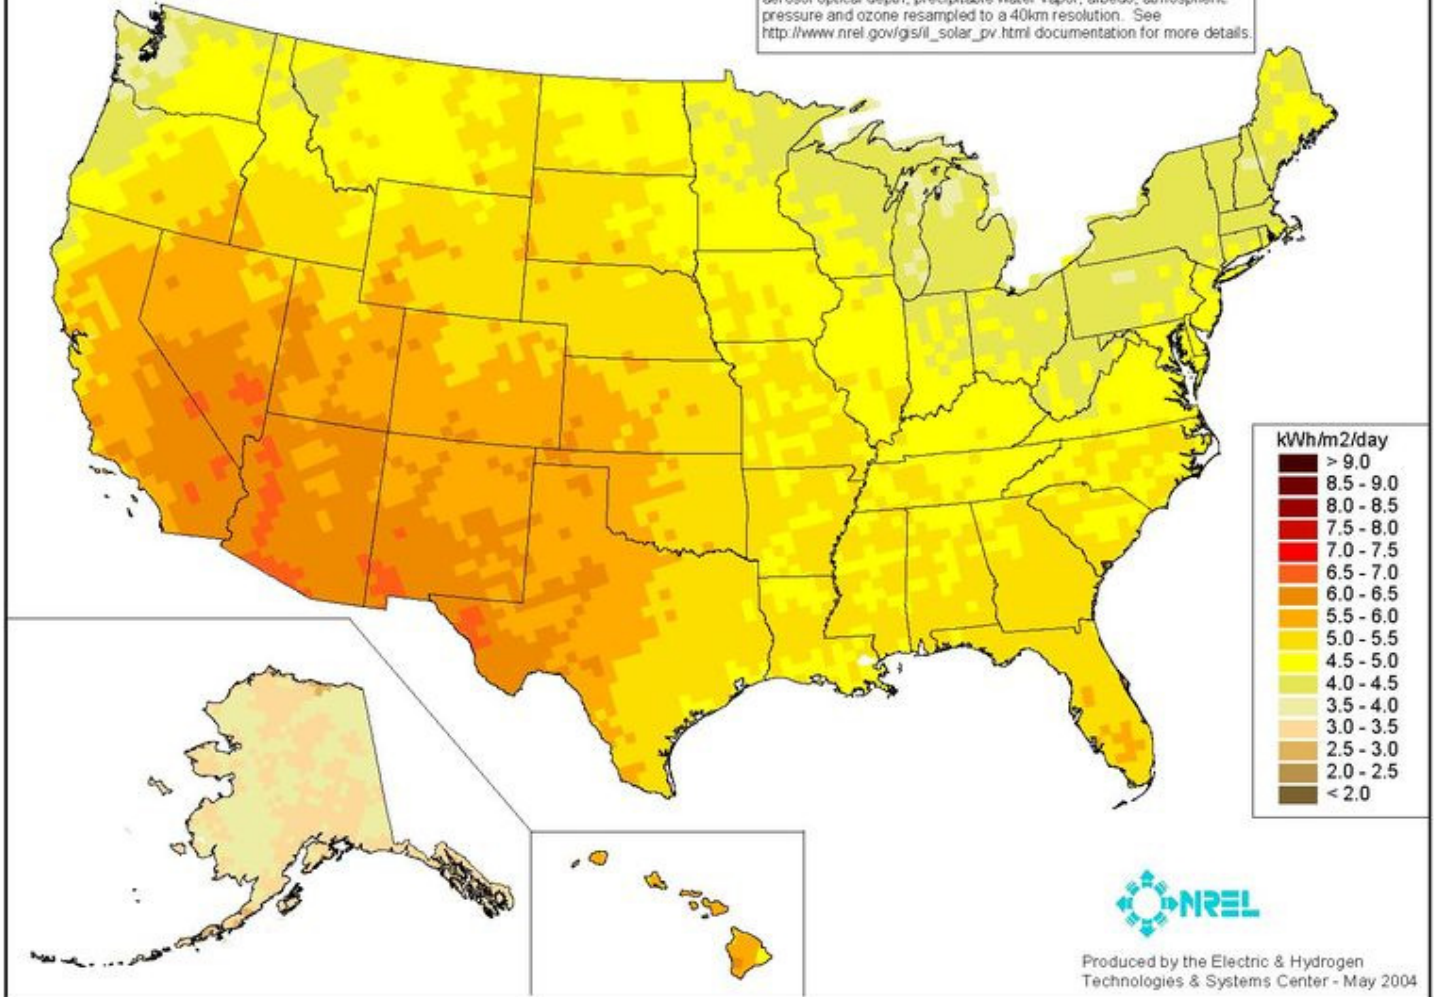 pressure and ozone resampled to a 40km resolution. See
http://www.nrel.gov/gis/il_solar_pv.html documentation for more details.
kWh/m2/day
> 9.0
8.5 - 9.0
8.0 - 8.5
7.5 - 8.0
7.0 - 7.5
6.5 - 7.0
6.0 - 6.5
5.5 - 6.0
5.0 - 5.5
4.5 - 5.0
4.0 - 4.5
3.5 - 4.0
3.0 - 3.5
2.5 - 3.0
2.0 - 2.5
< 2.0
NREL
Produced by the Electric & Hydrogen
Technologies & Systems Center - May 2004